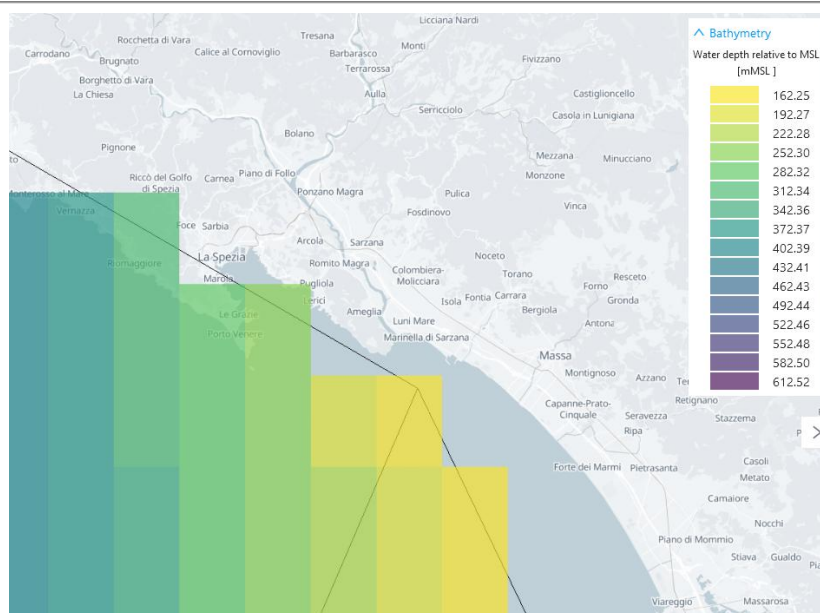 Licciana Nardi
Rocchetta di Vara
Tresana
Carrodano
Calice al Cornoviglio
Barbarasco
Monti
Brugnato
Terrarossa
Fivizzano
Borghetto di Vara
Aulla
Castiglioncello
La Chiesa
Serricciolo
Casola in Lunigiana
Bolano
Pignone
Mezzana
Minucciano
Monzone
Riccò del Golfo
di Spezia
Carnea
Piano di Follo
Monterosso al Mare
Ponzano Magra
Pulica
Vernazza
Fosdinovo
Vinca
Foce
Sarbia
Arcola
Sarzana
La Spezia
Noceto
Riomaggiore
Romito Magra
Colombiera-
Molicciara
Torano
Resceto
Marola
Pugliola
Forno
Lerici
Isola
Fontia
Carrara
Gronda
Le Grazie
Ameglia
Bergiola
Luni Mare
Antona
Porto Venere
Marinella di Sarzana
Massa
Montignoso
Azzano
Retignano
Capanne-Prato-
Cinquale
Seravezza
Stazzema
Ripa
Forte dei Marmi
Pietrasanta
Casoli
Metato
Camaiore
Nocchi
Piano di Mommio
Stiava
Gualdo
Viareggio
Massarosa
Bathymetry
Water depth relative to MSL
[mMSL ]
162.25
192.27
222.28
252.30
282.32
312.34
342.36
372.37
402.39
432.41
462.43
492.44
522.46
552.48
582.50
612.52